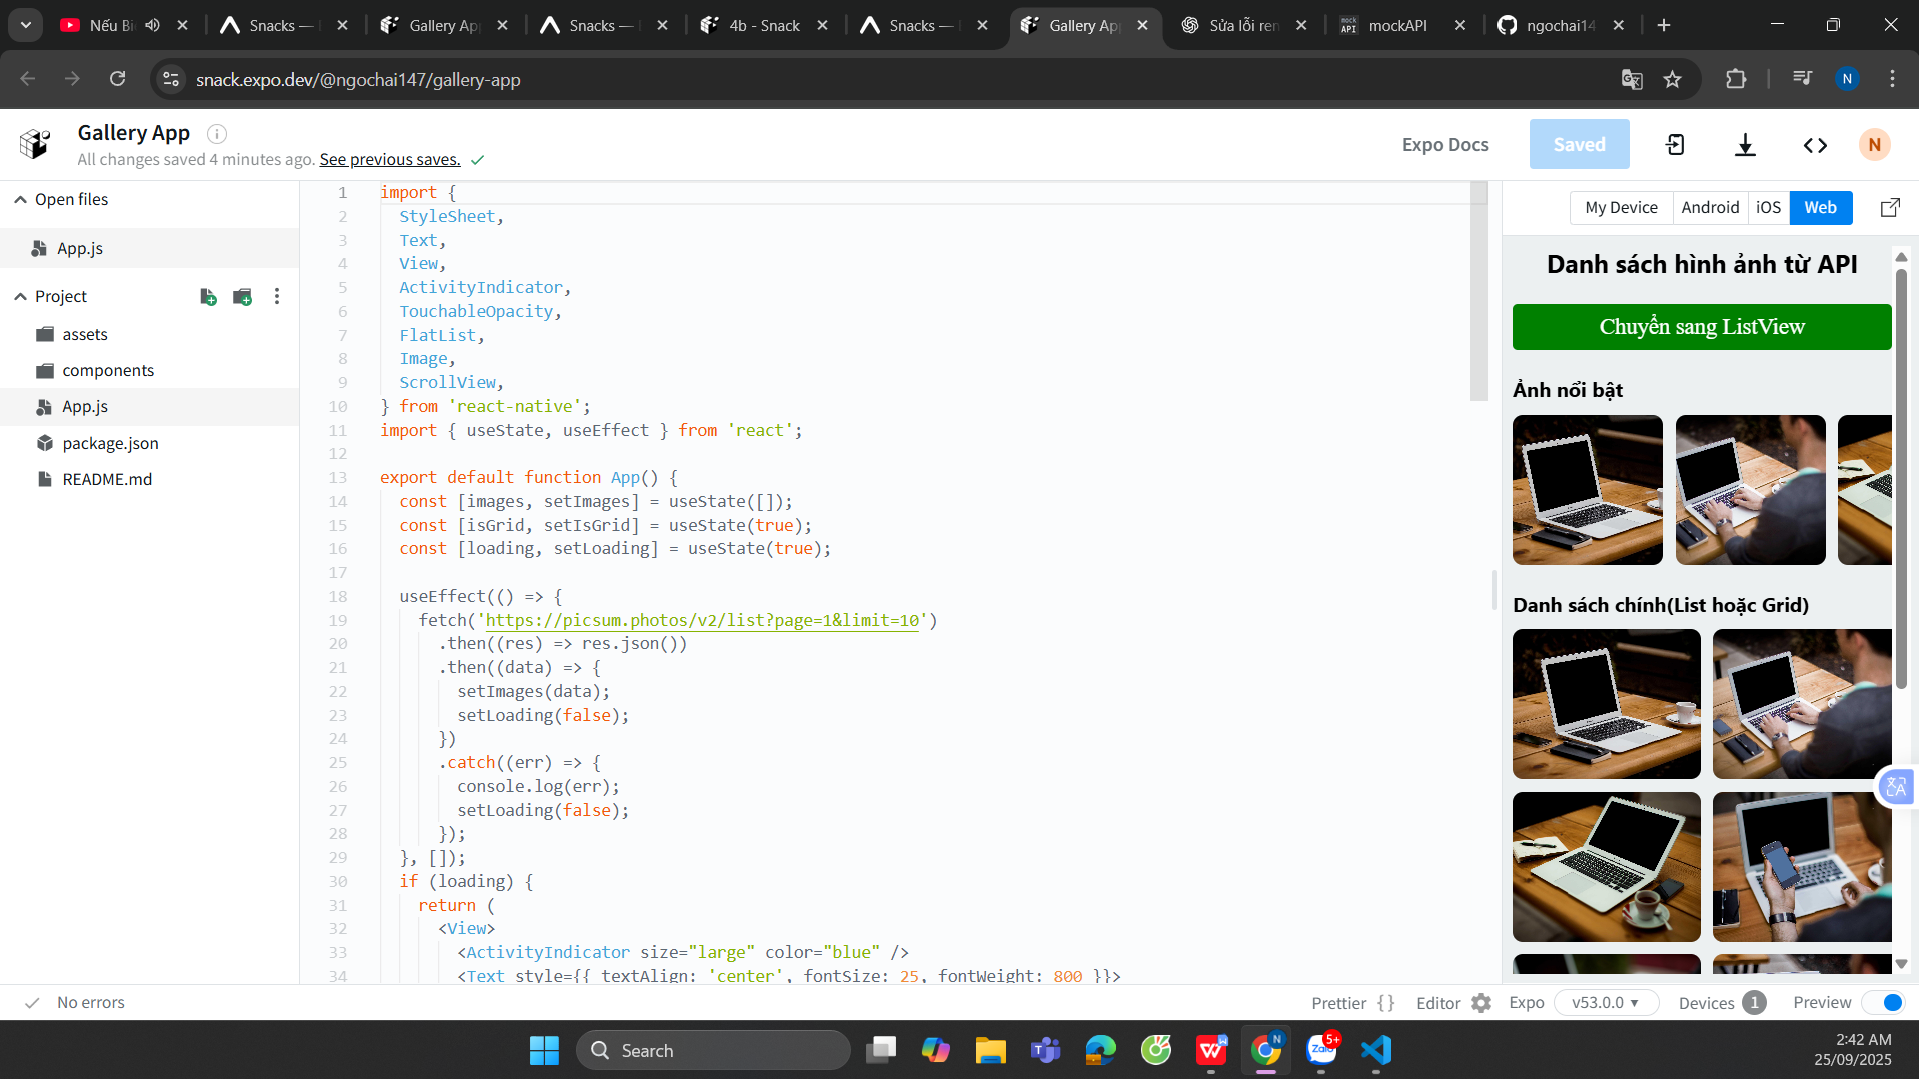 Nếu Bi
Snacks —
Gallery Ap
Snacks —
4b - Snack
Snacks —
Gallery Ap
Sửa lỗi ren
mock
API
mockAPI
ngochai14
snack.expo.dev/@ngochai147/gallery-app
N
Gallery App
All changes saved 4 minutes ago. See previous saves.
Expo Docs
Saved
N
Open files
App.js
Project
assets
components
App.js
package.json
README.md
1 import {
2 StyleSheet,
3 Text,
4 View,
5 ActivityIndicator,
6 TouchableOpacity,
7 FlatList,
8 Image,
9 ScrollView,
10 } from 'react-native';
11 import { useState, useEffect } from 'react';
12
13 export default function App() {
14 const [images, setImages] = useState([]);
15 const [isGrid, setIsGrid] = useState(true);
16 const [loading, setLoading] = useState(true);
17
18 useEffect(() => {
19 fetch('https://picsum.photos/v2/list?page=1&limit=10')
20 .then((res) => res.json())
21 .then((data) => {
22 setImages(data);
23 setLoading(false);
24 })
25 .catch((err) => {
26 console.log(err);
27 setLoading(false);
28 });
29 }, []);
30 if (loading) {
31 return (
32 <View>
33 <ActivityIndicator size="large" color="blue" />
34 <Text style={{ textAlign: 'center', fontSize: 25, fontWeight: 800 }}>
My Device
Android
iOS
Web
Danh sách hình ảnh từ API
Chuyển sang ListView
Ảnh nổi bật
Danh sách chính(List hoặc Grid)
No errors
Prettier { }
Editor
Expo
v53.0.0
Devices 1
Preview
Search
N
Zalo
5+
2:42 AM
25/09/2025